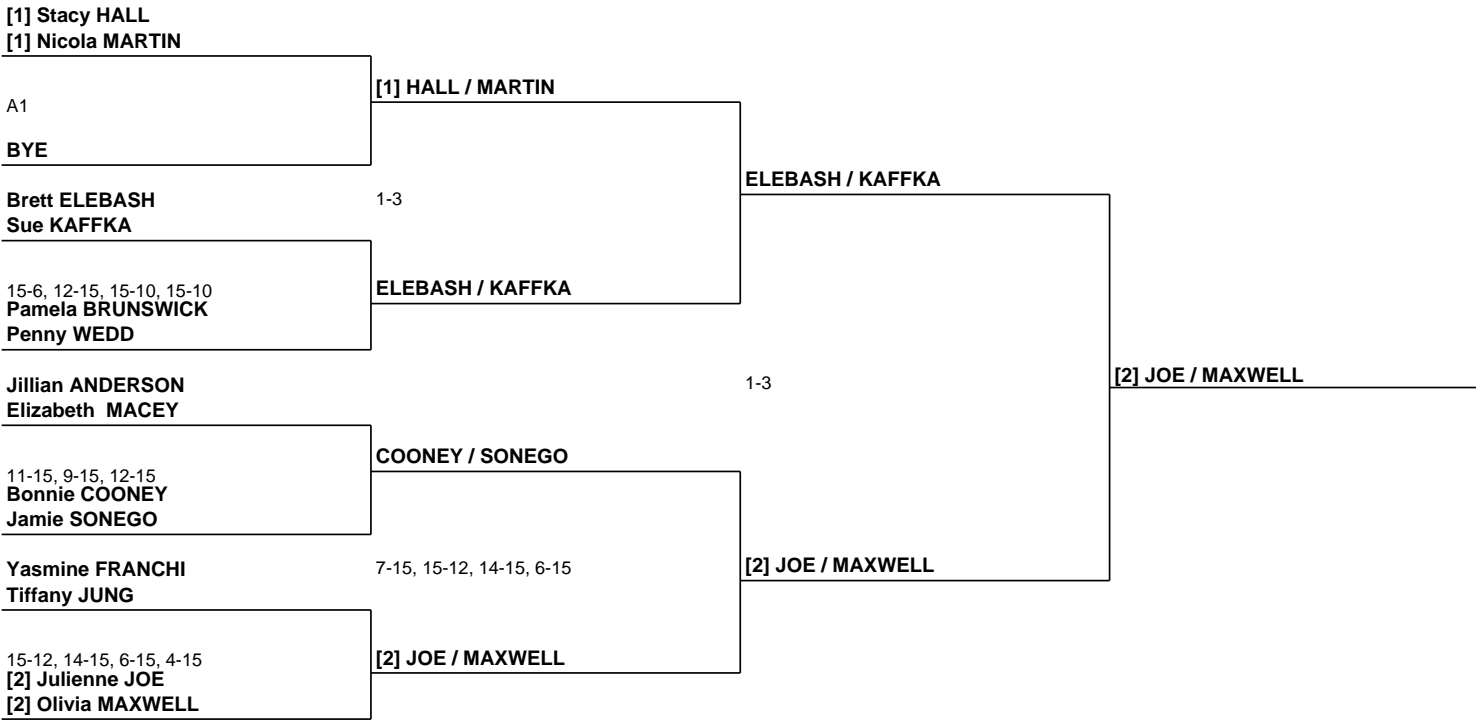 [1] Stacy HALL
[1] Nicola MARTIN
[1] HALL / MARTIN
A1
BYE
ELEBASH / KAFFKA
Brett ELEBASH
1-3
Sue KAFFKA
15-6, 12-15, 15-10, 15-10
ELEBASH / KAFFKA
Pamela BRUNSWICK
Penny WEDD
Jillian ANDERSON
1-3
[2] JOE / MAXWELL
Elizabeth MACEY
COONEY / SONEGO
11-15, 9-15, 12-15
Bonnie COONEY
Jamie SONEGO
Yasmine FRANCHI
7-15, 15-12, 14-15, 6-15
[2] JOE / MAXWELL
Tiffany JUNG
15-12, 14-15, 6-15, 4-15
[2] JOE / MAXWELL
[2] Julienne JOE
[2] Olivia MAXWELL